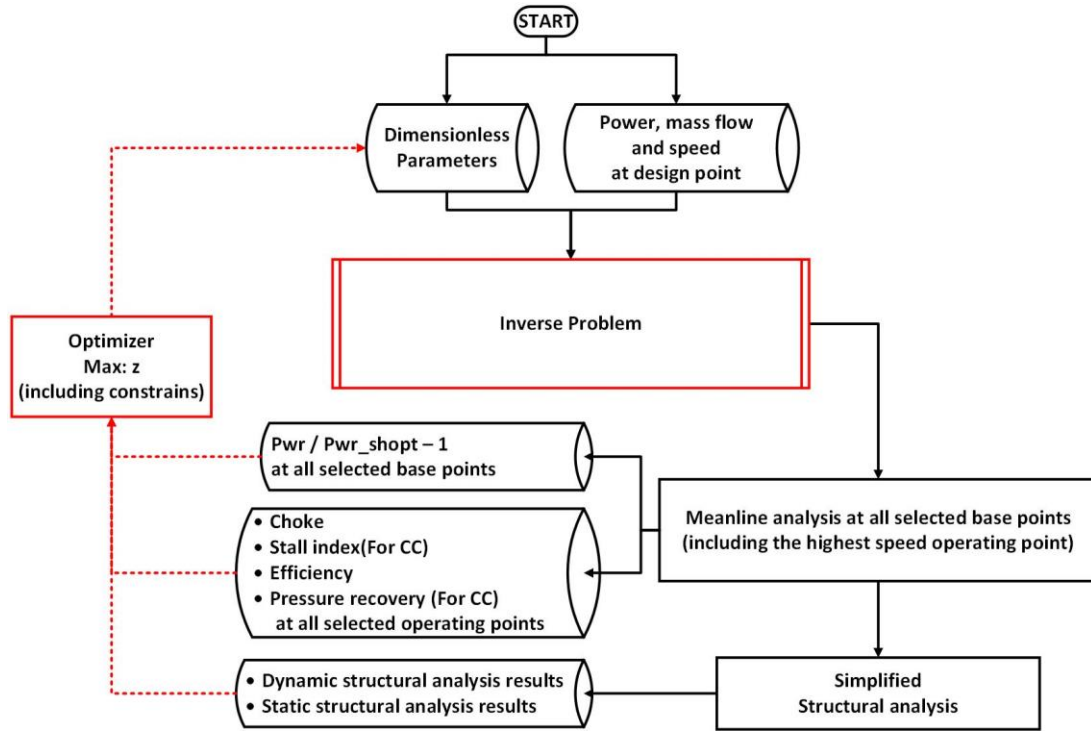 START
Dimensionless
Parameters
Power, mass flow
and speed
at design point
Inverse Problem
Optimizer
Max: z
(including constrains)
Pwr / Pwr_shopt – 1
at all selected base points
• Choke
• Stall index(For CC)
• Efficiency
• Pressure recovery (For CC)
at all selected operating points
Meanline analysis at all selected base points
(including the highest speed operating point)
• Dynamic structural analysis results
• Static structural analysis results
Simplified
Structural analysis